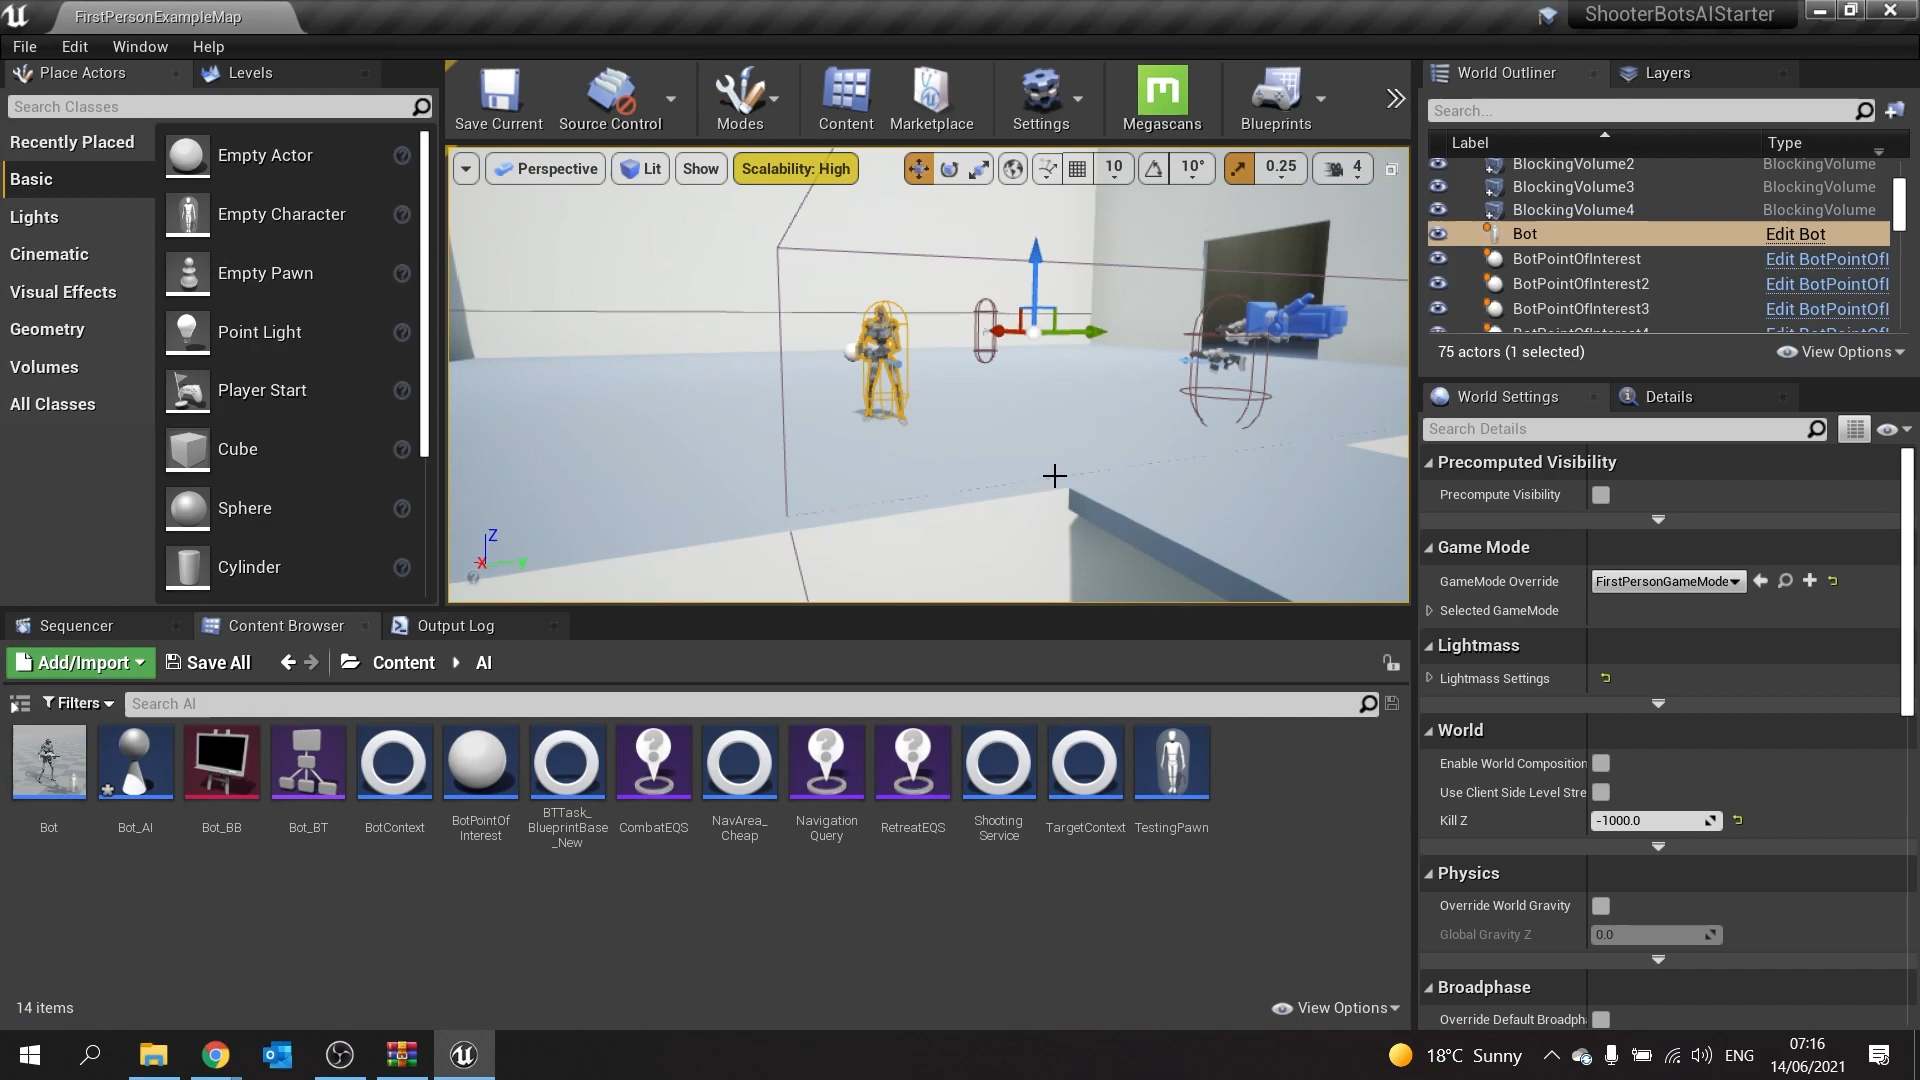 FirstPersonExampleMap
ShooterBotsAIStarter
File Edit Window Help
Place Actors
Levels
Search Classes
Recently Placed
Basic
Lights
Cinematic
Visual Effects
Geometry
Volumes
All Classes
Empty Actor
Empty Character
Empty Pawn
Point Light
Player Start
Cube
Sphere
Cylinder
Save Current
Source Control
Modes
Content
Marketplace
Settings
Megascans
Blueprints
Perspective
Lit
Show
Scalability: High
10
10°
0.25
4
Z
X
Y
World Outliner
Layers
Search...
Label
Type
BlockingVolume2 BlockingVolume
BlockingVolume3 BlockingVolume
BlockingVolume4 BlockingVolume
Bot Edit Bot
BotPointOfInterest Edit BotPointOfI
BotPointOfInterest2 Edit BotPointOfI
BotPointOfInterest3 Edit BotPointOfI
BotPointOfInterest4 Edit BotPointOfI
75 actors (1 selected)
View Options
World Settings
Details
Search Details
Precomputed Visibility
Precompute Visibility
Game Mode
GameMode Override FirstPersonGameMode
Selected GameMode
Lightmass
Lightmass Settings
World
Enable World Composition
Use Client Side Level Stre
Kill Z -1000.0
Physics
Override World Gravity
Global Gravity Z 0.0
Broadphase
Override Default Broadph
Sequencer
Content Browser
Output Log
Add/Import
Save All
Content
AI
Filters
Search AI
Bot
Bot_AI
Bot_BB
Bot_BT
BotContext
BotPointOf
Interest
BTTask_
BlueprintBase
_New
CombatEQS
NavArea_
Cheap
Navigation
Query
RetreatEQS
Shooting
Service
TargetContext
TestingPawn
14 items
View Options
18°C Sunny
ENG
07:16
14/06/2021